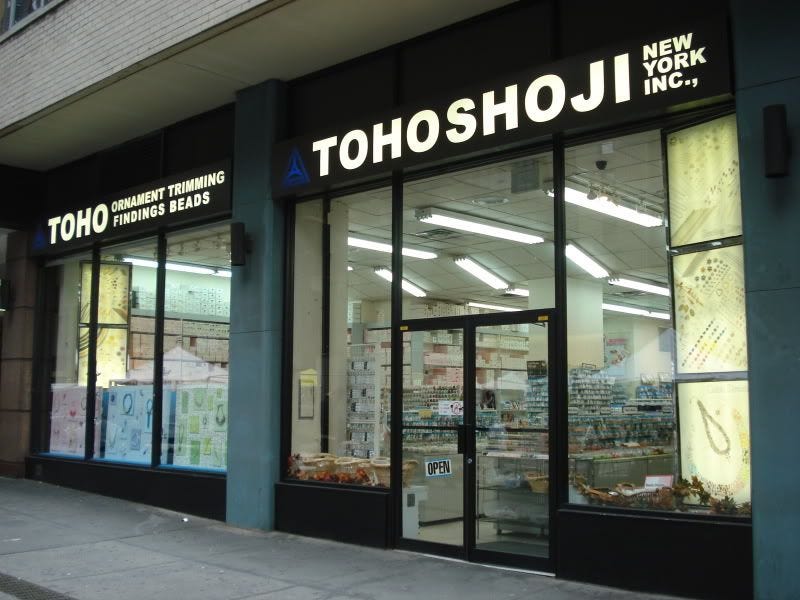 TOHO
ORNAMENT TRIMMING
FINDINGS BEADS
TOHOSHOJI
NEW
YORK
INC.,
OPEN